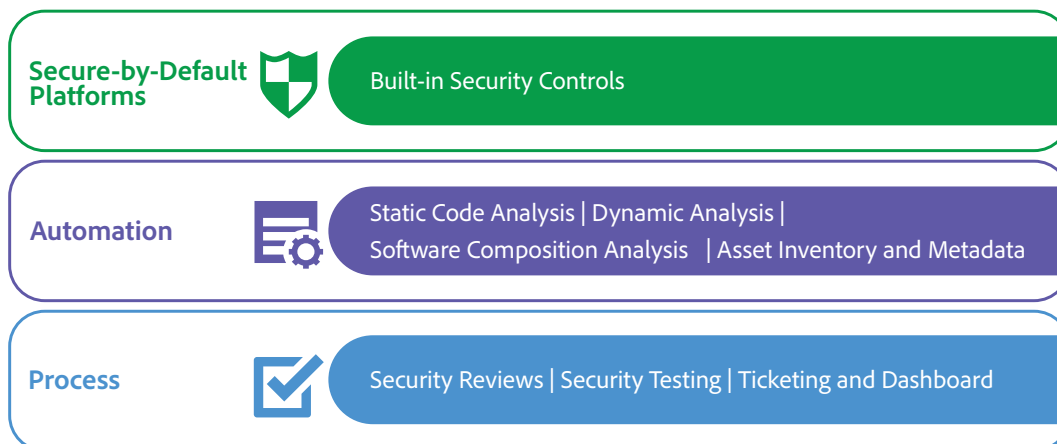 Secure-by-Default
Platforms
Built-in Security Controls
Automation
Static Code Analysis | Dynamic Analysis |
Software Composition Analysis | Asset Inventory and Metadata
Process
Security Reviews | Security Testing | Ticketing and Dashboard